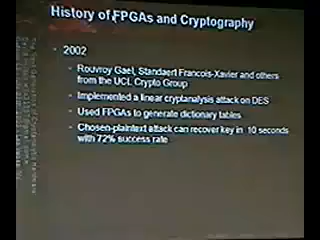 History of FPGAs and Cryptography
2002
Rouvroy Gael, Standaert Francois-Xavier and others
from the UCL Crypto Group
Implemented a linear cryptanalysis attack on DES
Used FPGAs to generate dictionary tables
Chosen-plaintext attack can recover key in 10 seconds
with 72% success rate